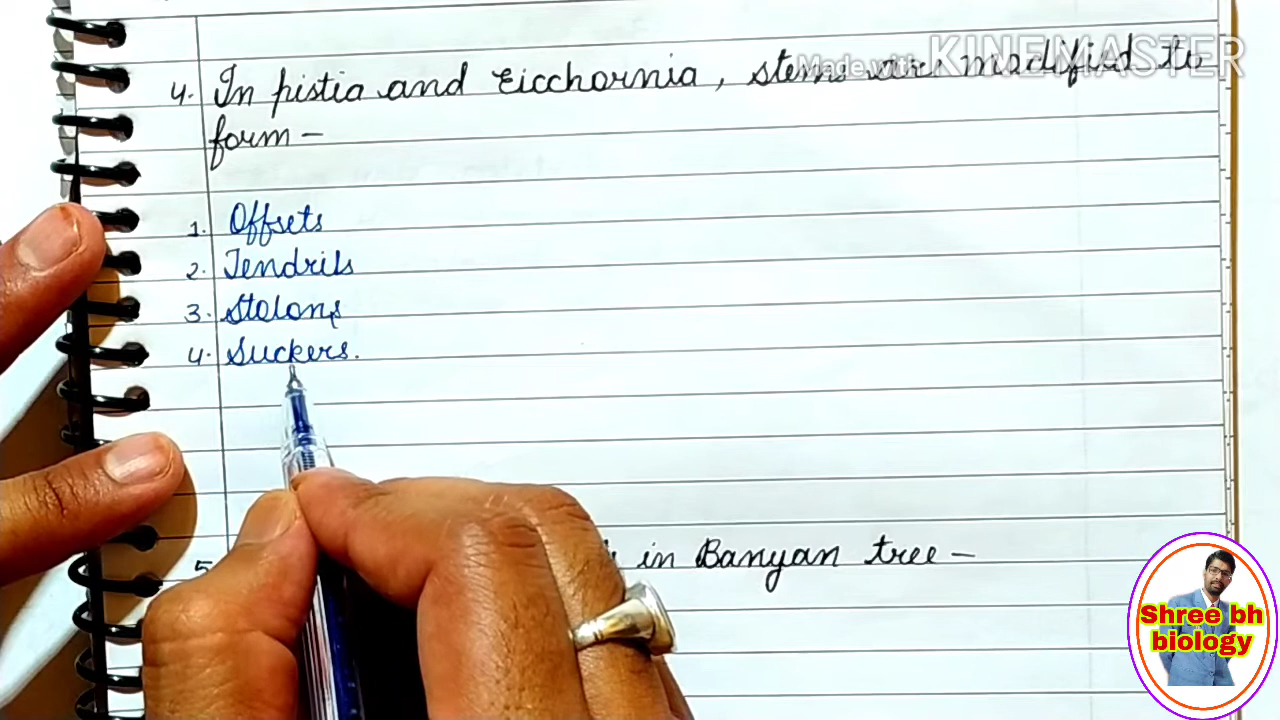 Made with KINEMASTER
4. In pistia and Eicchornia, stems are modified to
form -
1. Offsets
2. Tendrils
3. Stolons
4. Suckers.
5. in Banyan tree -
Shree bh
biology